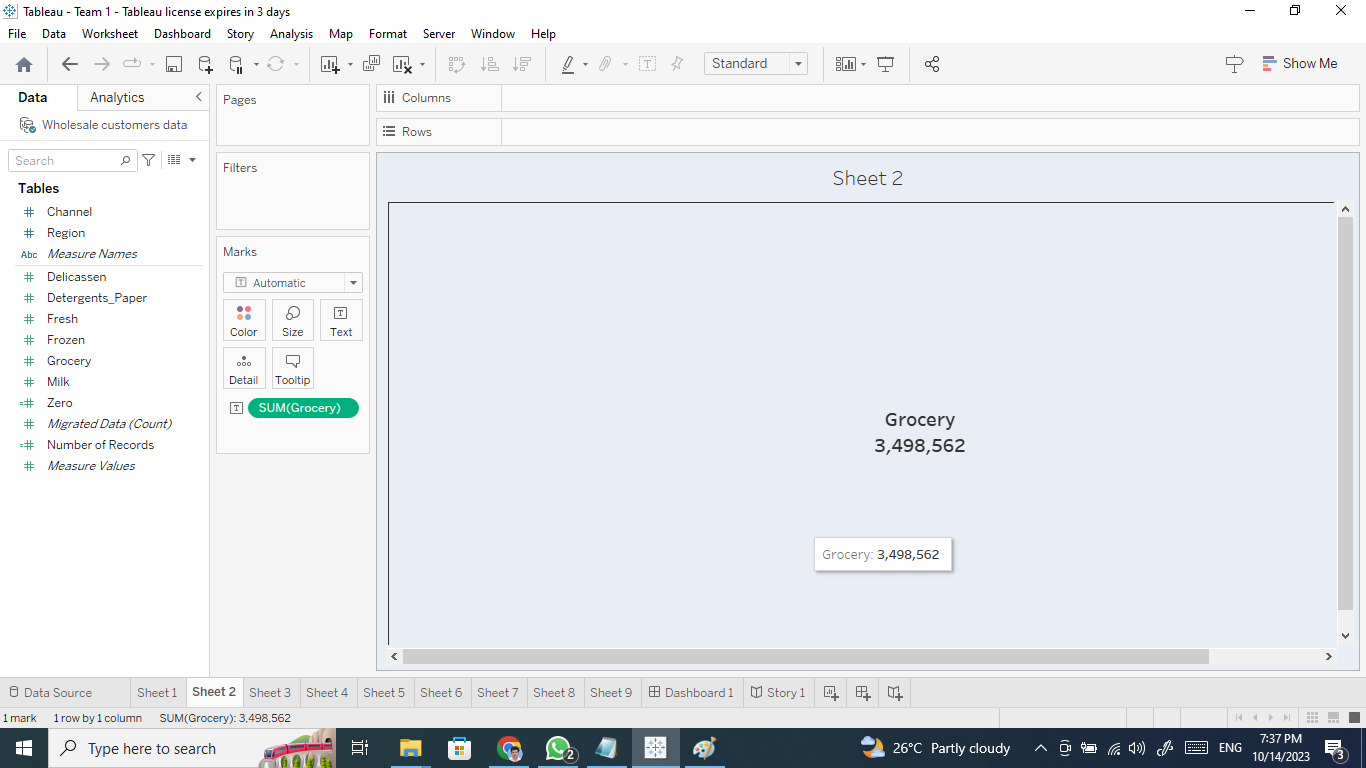 Tableau - Team 1 - Tableau license expires in 3 days
File Data Worksheet Dashboard Story Analysis Map Format Server Window Help
Standard
Show Me
Data Analytics
Wholesale customers data
Search
Tables
Channel
Region
Abc Measure Names
Delicassen
Detergents_Paper
Fresh
Frozen
Grocery
Milk
Zero
Migrated Data (Count)
Number of Records
Measure Values
Pages
Filters
Marks
Automatic
Color Size Text
Detail Tooltip
SUM(Grocery)
Columns
Rows
Sheet 2
Grocery
3,498,562
Grocery: 3,498,562
Data Source Sheet 1 Sheet 2 Sheet 3 Sheet 4 Sheet 5 Sheet 6 Sheet 7 Sheet 8 Sheet 9 Dashboard 1 Story 1
1 mark 1 row by 1 column SUM(Grocery): 3,498,562
Type here to search
2
26°C Partly cloudy
ENG
7:37 PM
10/14/2023
3